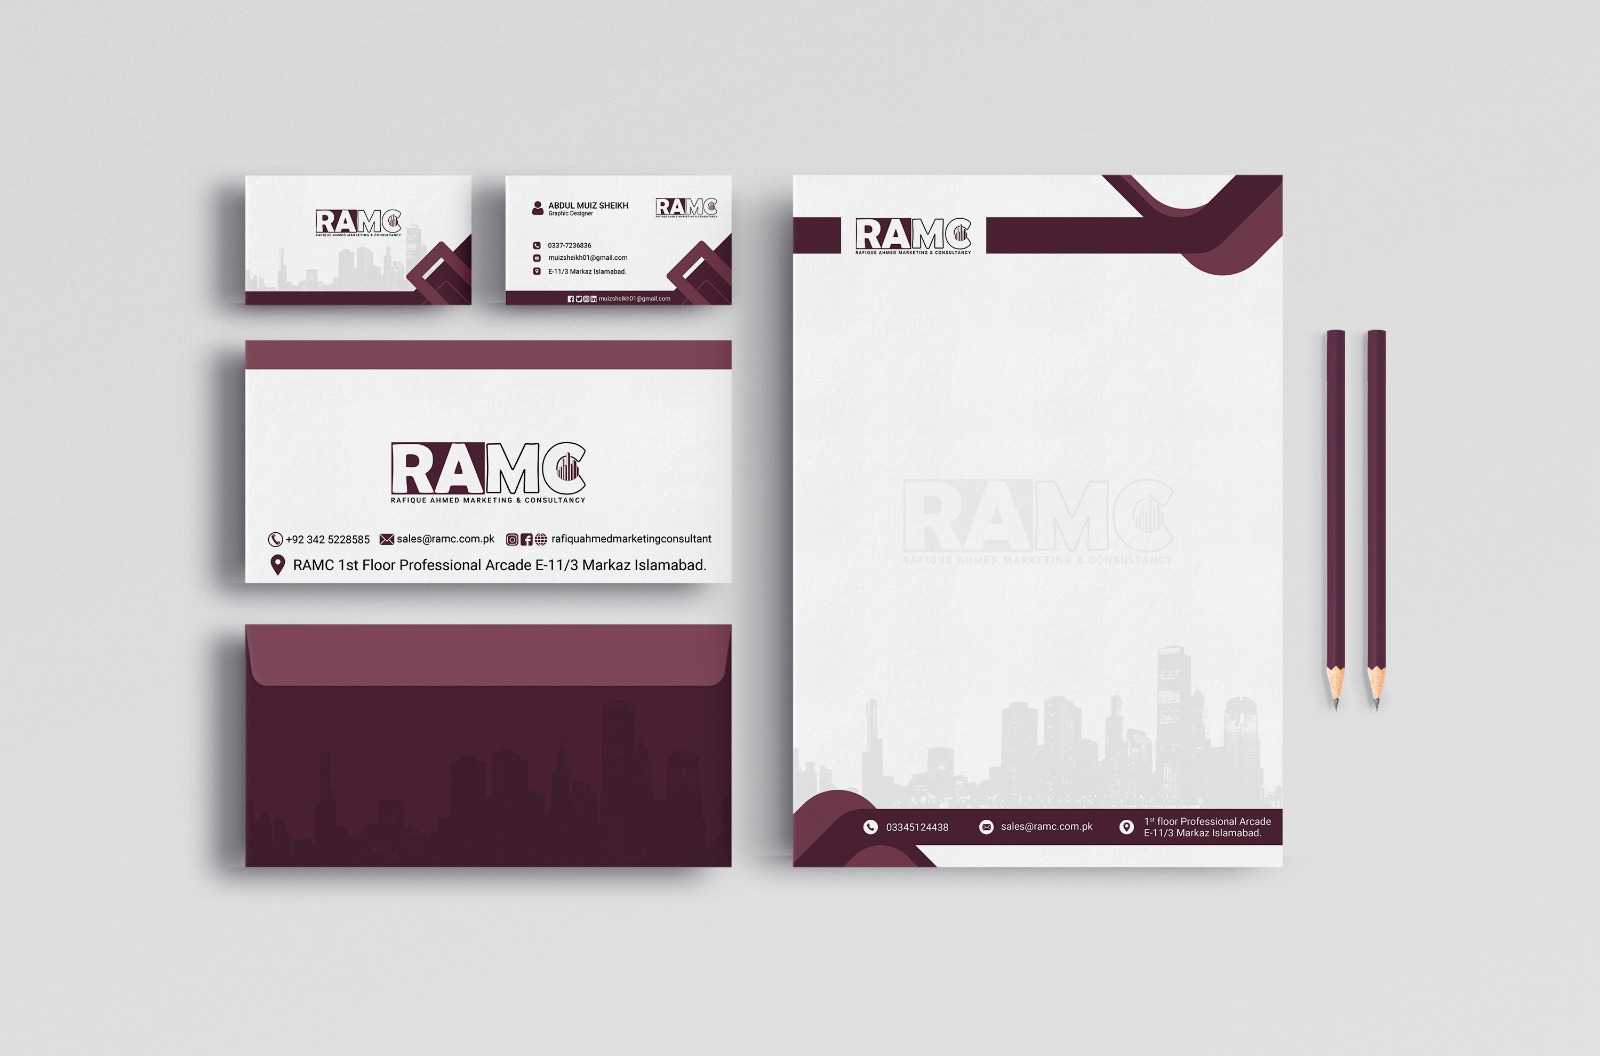 RAMC
RAFIQUE AHMED MARKETING & CONSULTANCY
ABDUL MUIZ SHEIKH
Graphic Designer
RAMC
RAFIQUE AHMED MARKETING & CONSULTANCY
0337-7236836
muizsheikh01@gmail.com
E-11/3 Markaz Islamabad.
muizsheikh01@gmail.com
RAMC
RAFIQUE AHMED MARKETING & CONSULTANCY
+92 342 5228585 sales@ramc.com.pk rafiquahmedmarketingconsultant
RAMC 1st Floor Professional Arcade E-11/3 Markaz Islamabad.
RAMC
RAFIQUE AHMED MARKETING & CONSULTANCY
RAMC
RAFIQUE AHMED MARKETING & CONSULTANCY
03345124438 sales@ramc.com.pk 1st floor Professional Arcade
E-11/3 Markaz Islamabad.